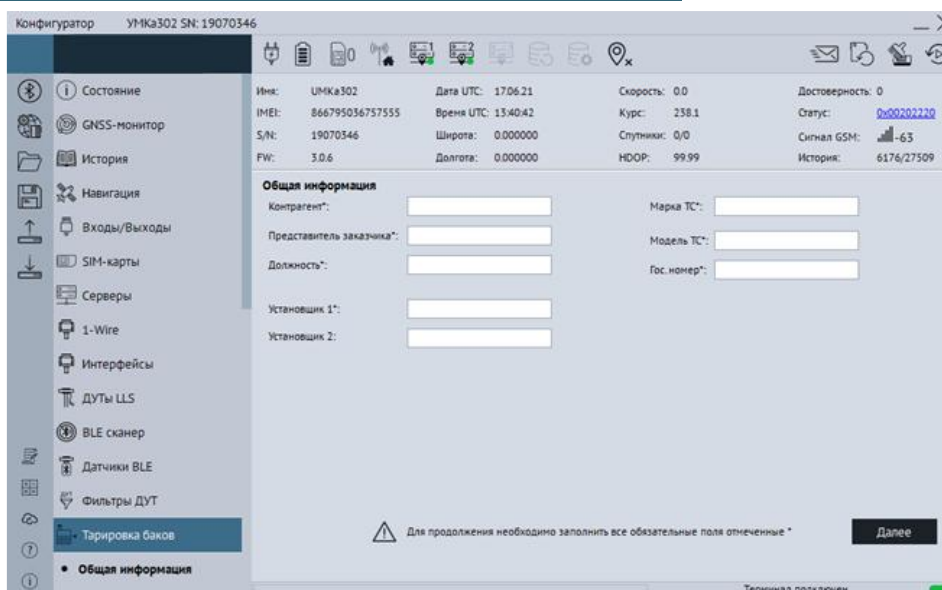 Конфигуратор УМКа302 SN: 19070346
0
1 2
Состояние
GNSS-монитор
История
Навигация
Входы/Выходы
SIM-карты
Серверы
1-Wire
Интерфейсы
ДУТы LLS
BLE сканер
Датчики BLE
Фильтры ДУТ
Тарировка баков
• Общая информация
Имя: UMKa302 Дата UTC: 17.06.21 Скорость: 0.0 Достоверность: 0
IMEI: 866795036757555 Время UTC: 13:40:42 Курс: 238.1 Статус: 0x00202220
S/N: 19070346 Широта: 0.000000 Спутники: 0/0 Сигнал GSM: -63
FW: 3.0.6 Долгота: 0.000000 HDOP: 99.99 История: 6176/27509
Общая информация
Контрагент*: Марка ТС*:
Представитель заказчика*: Модель ТС*:
Должность*: Гос.номер*:
Установщик 1*:
Установщик 2:
Для продолжения необходимо заполнить все обязательные поля отмеченные * Далее
Терминал подключен